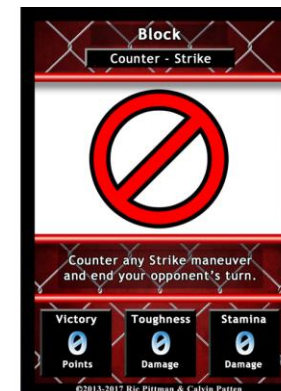 Block
Counter - Strike
Counter any Strike maneuver
and end your opponent's turn.
Victory Toughness Stamina
0 0 0
Points Damage Damage
©2013-2017 Ric Pittman & Calvin Patten